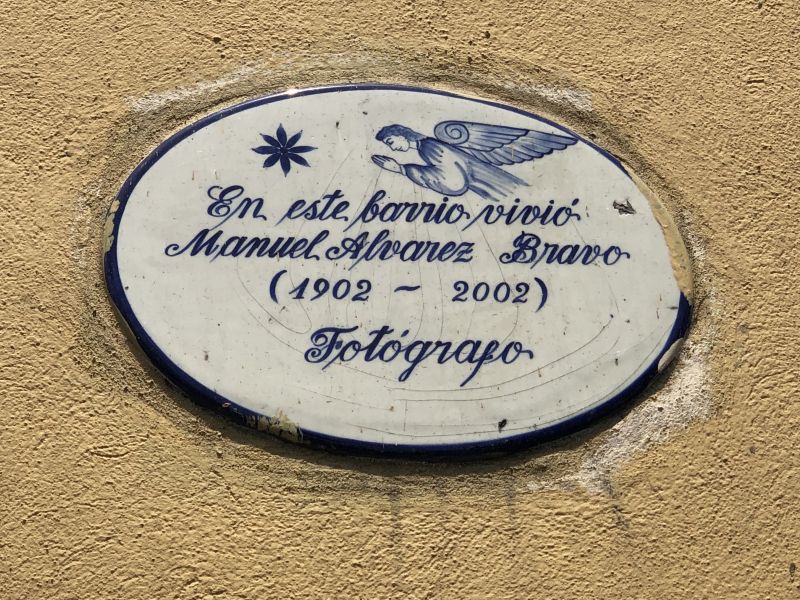 En este barrio vivió
Manuel Alvarez Bravo
(1902 ~ 2002)
Fotógrafo